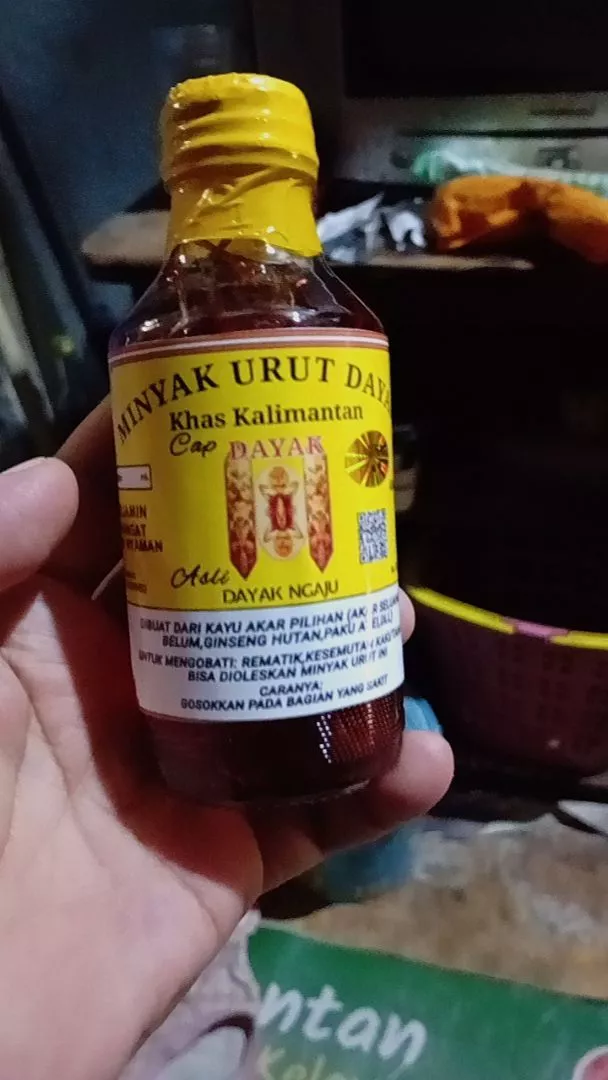 MINYAK URUT DAYA
Khas Kalimantan
Cap DAYAK
Asli
DAYAK NGAJU
DIBUAT DARI KAYU AKAR PILIHAN
BELUM,GINSENG HUTAN,PAKU
UNTUK MENGOBATI: REMATIK,KESEMUTAN
BISA DIOLESKAN MINYAK URUT INI
CARANYA:
GOSOKKAN PADA BAGIAN YANG SAKIT
ntan